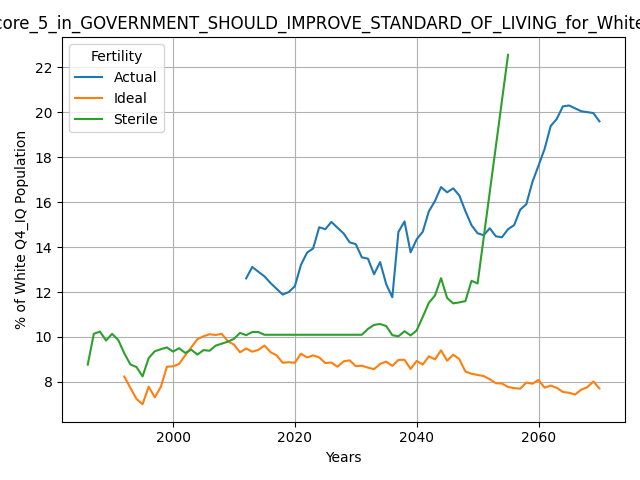 core_5_in_GOVERNMENT_SHOULD_IMPROVE_STANDARD_OF_LIVING_for_White
Fertility
Actual
Ideal
Sterile
% of White Q4_IQ Population
22
20
18
16
14
12
10
8
2000
2020
2040
2060
Years